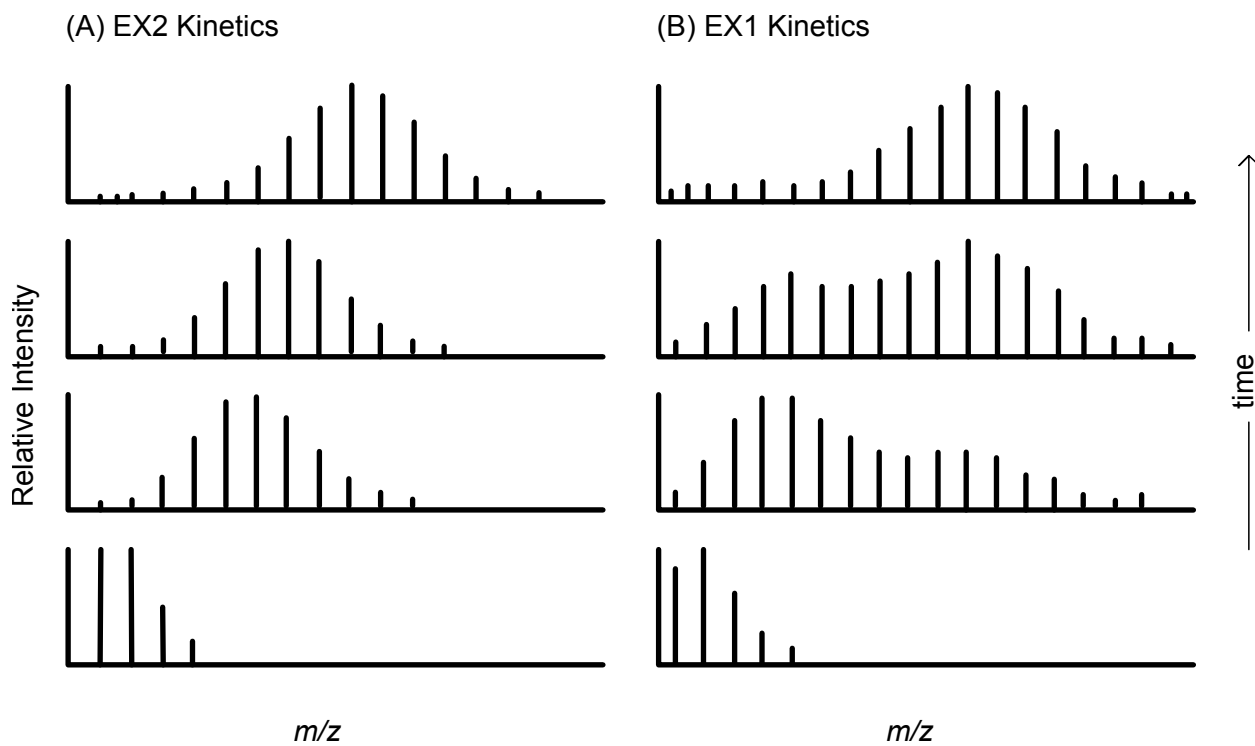 (A) EX2 Kinetics
(B) EX1 Kinetics
Relative Intensity
time
m/z
m/z